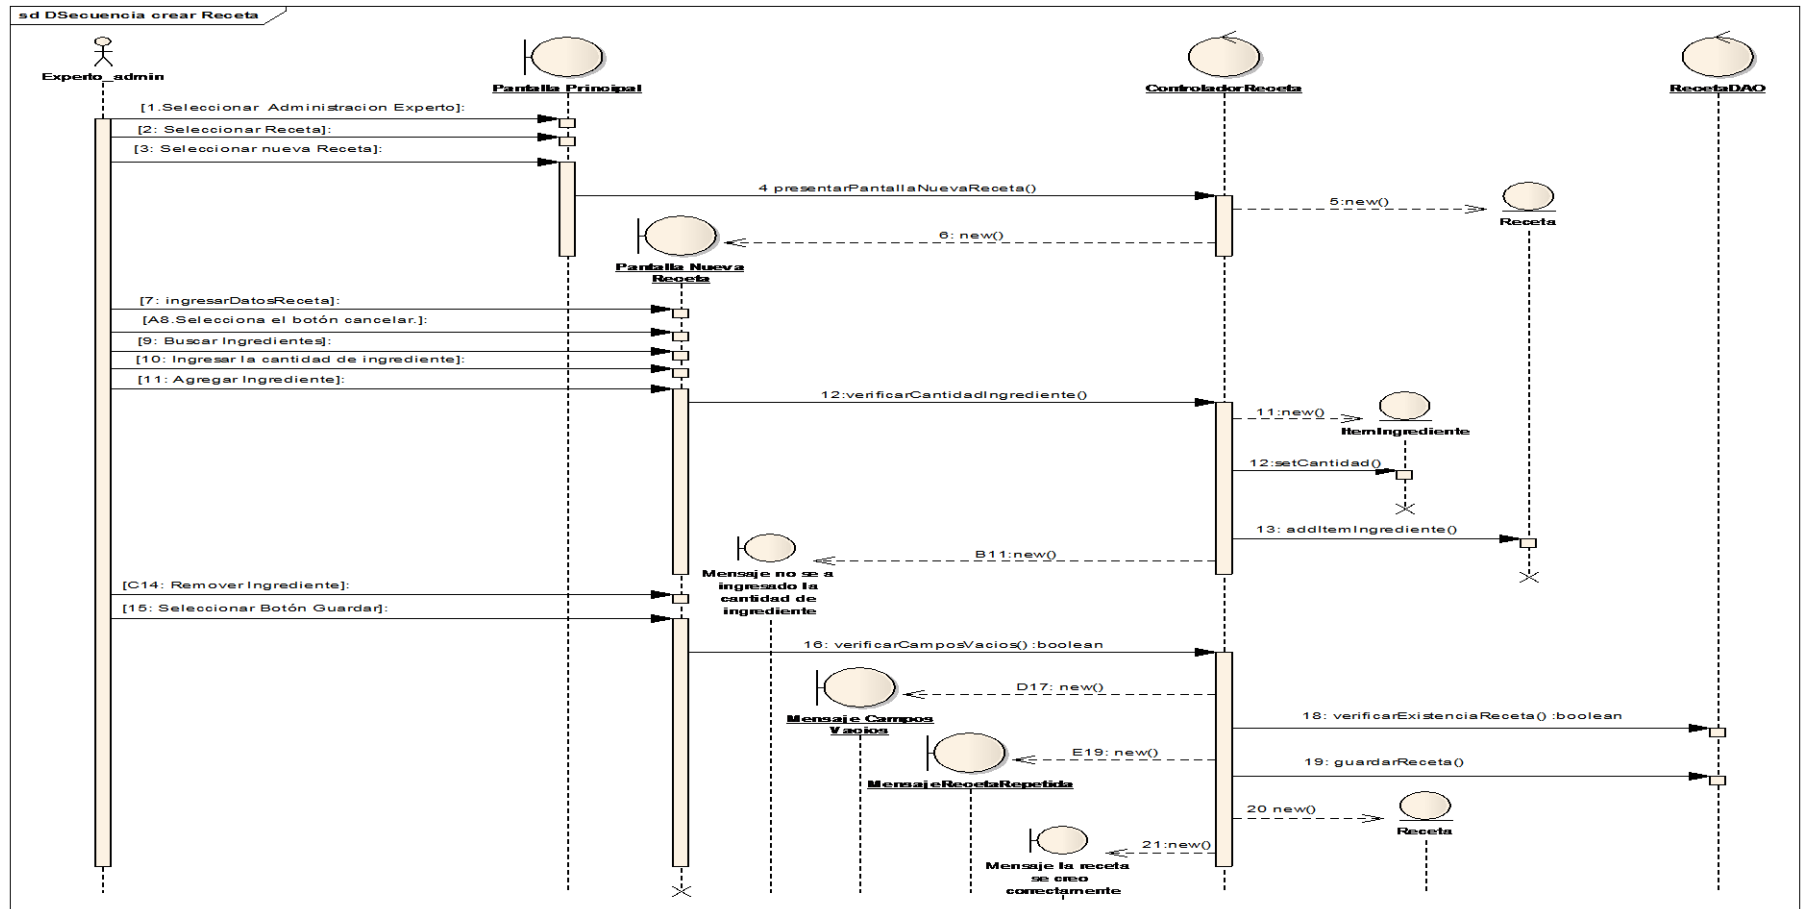 sd DSecuencia crear Receta
Experto_admin
Pantalla Principal
ControladorReceta
RecetaDAO
[1.Seleccionar Administracion Experto]:
[2: Seleccionar Receta]:
[3: Seleccionar nueva Receta]:
4 presentarPantallaNuevaReceta()
5:new()
Receta
6: new()
Pantalla Nueva
Receta
[7: ingresarDatosReceta]:
[A8.Selecciona el botón cancelar.]:
[9: Buscar Ingredientes]:
[10: Ingresar la cantidad de ingrediente]:
[11: Agregar Ingrediente]:
12:verificarCantidadIngrediente()
11:new()
ItemIngrediente
12:setCantidad()
13: addItemIngrediente()
B11:new()
Mensaje no se a
ingresado la
cantidad de
ingrediente
[C14: Remover Ingrediente]:
[15: Seleccionar Botón Guardar]:
16: verificarCamposVacios() :boolean
D17: new()
Mensaje Campos
Vacios
18: verificarExistenciaReceta() :boolean
E19: new()
MensajeRecetaRepetida
19: guardarReceta()
20 new()
Receta
21:new()
Mensaje la receta
se creo
correctamente